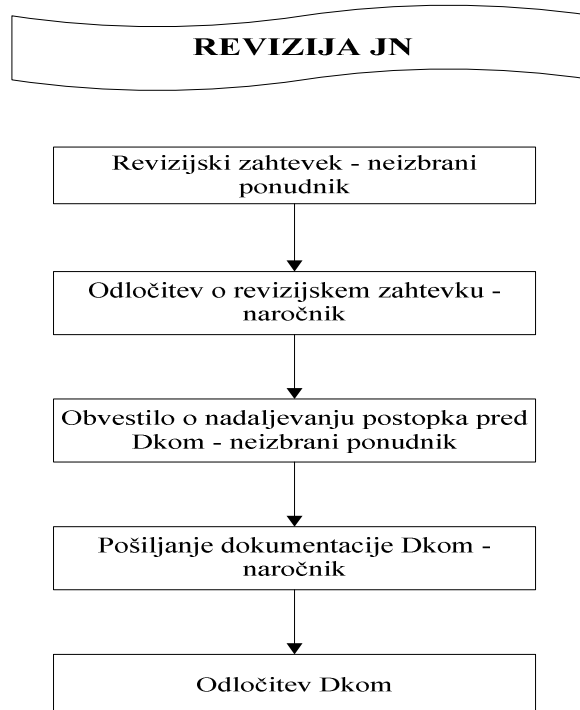 REVIZIJA JN
Revizijski zahtevek - neizbrani
ponudnik
Odločitev o revizijskem zahtevku -
naročnik
Obvestilo o nadaljevanju postopka pred
Dkom - neizbrani ponudnik
Pošiljanje dokumentacije Dkom -
naročnik
Odločitev Dkom